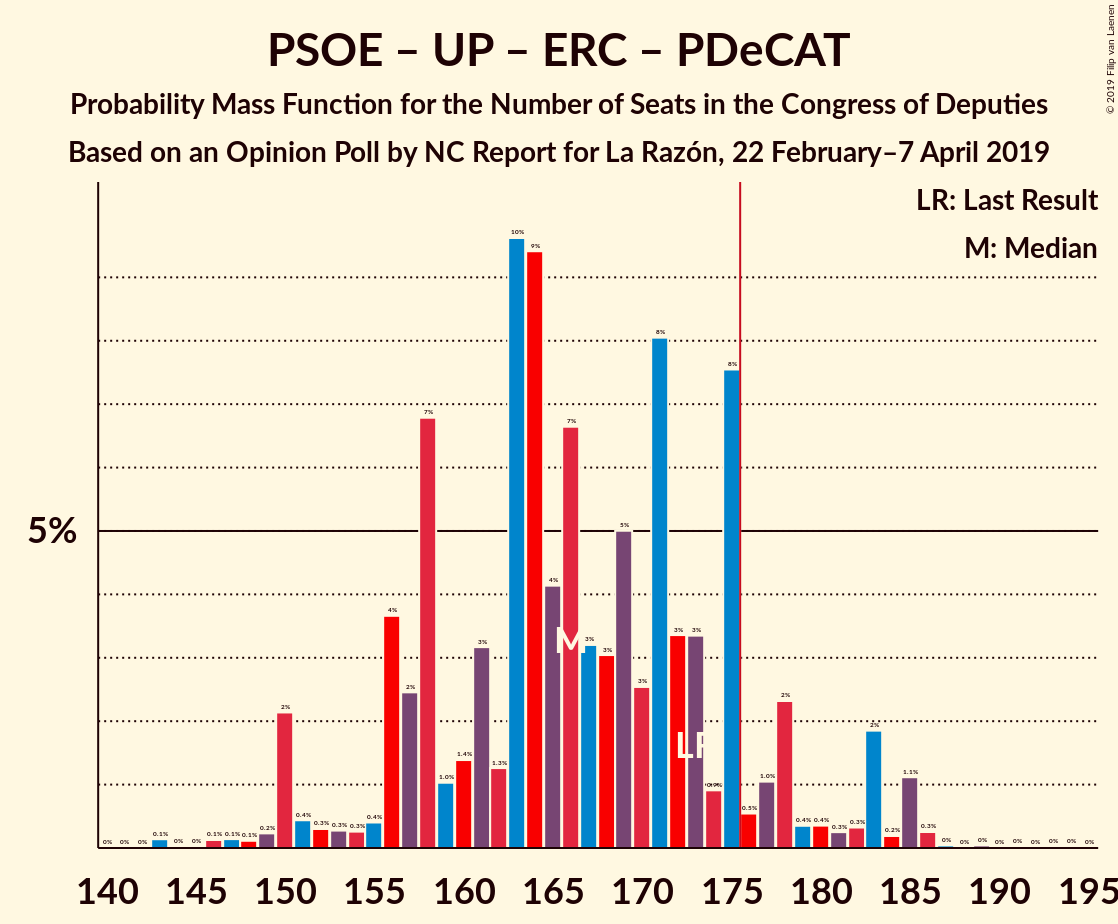 PSOE – UP – ERC – PDeCAT
Probability Mass Function for the Number of Seats in the Congress of Deputies
Based on an Opinion Poll by NC Report for La Razón, 22 February–7 April 2019
© 2019 Filip van Laenen
LR: Last Result
M: Median
5%
0% 0% 0% 0.1% 0% 0% 0.1% 0.1% 0.1% 0.2% 2% 0.4% 0.3% 0.3% 0.3% 0.4% 4% 2% 7% 1.0% 1.4% 3% 1.3% 10% 9% 4% 7% 3% 3% 5% 3% 8% 3% 3% 0.9% 8% 0.5% 1.0% 2% 0.4% 0.4% 0.3% 0.3% 2% 0.2% 1.1% 0.3% 0% 0% 0% 0% 0% 0% 0% 0% 0%
M
LR
140 145 150 155 160 165 170 175 180 185 190 195